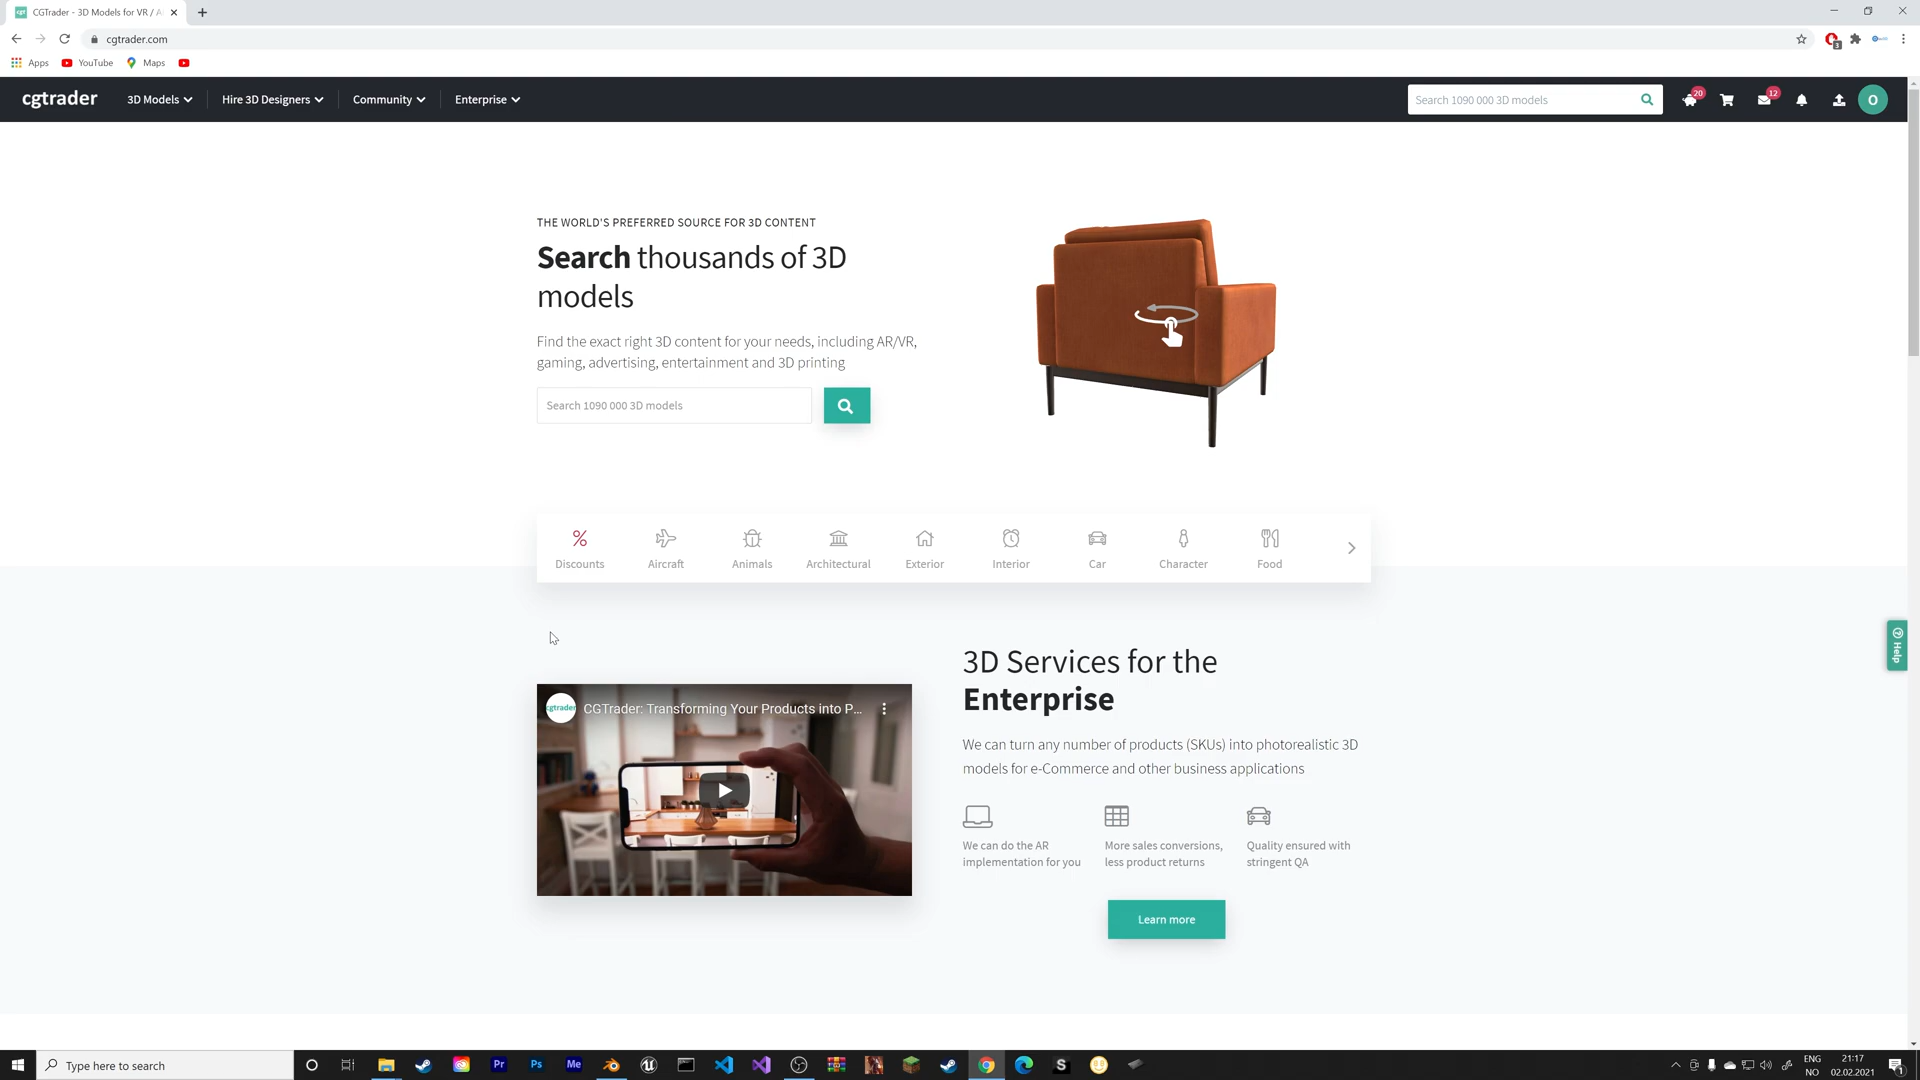 CGTrader - 3D Models for VR / A
cgtrader.com
3
Apps
YouTube
Maps
cgtrader
3D Models
Hire 3D Designers
Community
Enterprise
Search 1090 000 3D models
20
12
O
THE WORLD'S PREFERRED SOURCE FOR 3D CONTENT
Search thousands of 3D
models
Find the exact right 3D content for your needs, including AR/VR,
gaming, advertising, entertainment and 3D printing
Search 1090 000 3D models
Discounts
Aircraft
Animals
Architectural
Exterior
Interior
Car
Character
Food
Help
cgtrader
CGTrader: Transforming Your Products into P...
3D Services for the
Enterprise
We can turn any number of products (SKUs) into photorealistic 3D
models for e-Commerce and other business applications
We can do the AR
implementation for you
More sales conversions,
less product returns
Quality ensured with
stringent QA
Learn more
Type here to search
Pr
Ps
Me
S
ENG
NO
21:17
02.02.2021
1